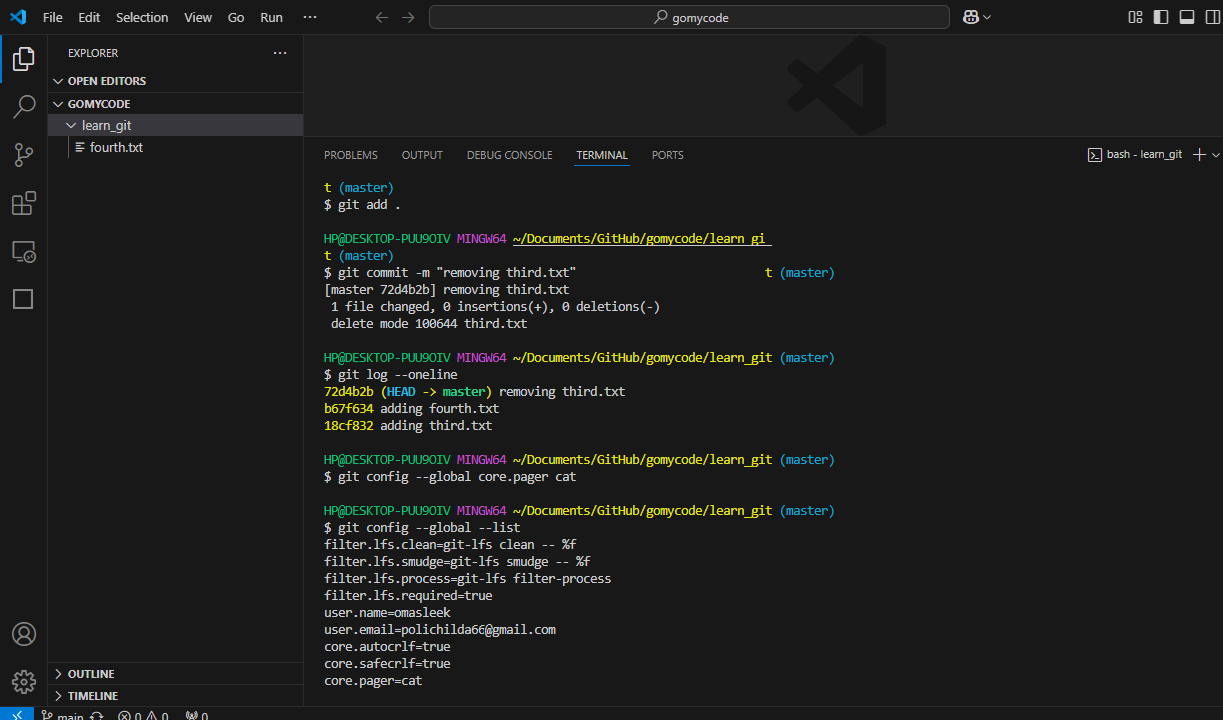 File Edit Selection View Go Run ··· gomycode
EXPLORER ···
OPEN EDITORS
GOMYCODE
learn_git
fourth.txt
OUTLINE
TIMELINE
PROBLEMS OUTPUT DEBUG CONSOLE TERMINAL PORTS bash - learn_git
t (master)
$ git add .
HP@DESKTOP-PUU9OIV MINGW64 ~/Documents/GitHub/gomycode/learn_gi
t (master)
$ git commit -m "removing third.txt" t (master)
[master 72d4b2b] removing third.txt
1 file changed, 0 insertions(+), 0 deletions(-)
delete mode 100644 third.txt
HP@DESKTOP-PUU9OIV MINGW64 ~/Documents/GitHub/gomycode/learn_git (master)
$ git log --oneline
72d4b2b (HEAD -> master) removing third.txt
b67f634 adding fourth.txt
18cf832 adding third.txt
HP@DESKTOP-PUU9OIV MINGW64 ~/Documents/GitHub/gomycode/learn_git (master)
$ git config --global core.pager cat
HP@DESKTOP-PUU9OIV MINGW64 ~/Documents/GitHub/gomycode/learn_git (master)
$ git config --global --list
filter.lfs.clean=git-lfs clean -- %f
filter.lfs.smudge=git-lfs smudge -- %f
filter.lfs.process=git-lfs filter-process
filter.lfs.required=true
user.name=omasleek
user.email=polichilda66@gmail.com
core.autocrlf=true
core.safecrlf=true
core.pager=cat
main 0 0 0